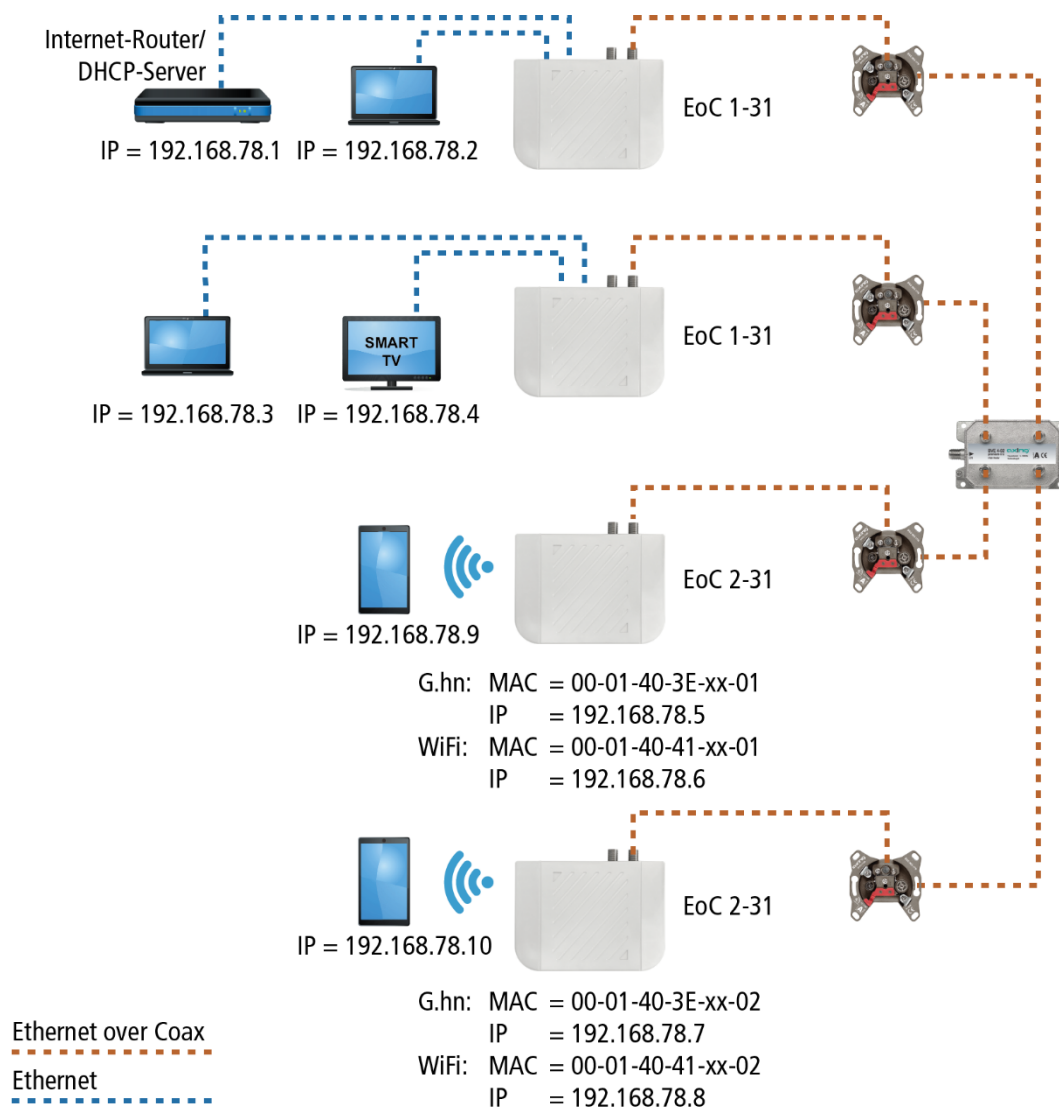 Internet-Router/
DHCP-Server
IP = 192.168.78.1
IP = 192.168.78.2
EoC 1-31
IP = 192.168.78.3
SMART
TV
IP = 192.168.78.4
EoC 1-31
IP = 192.168.78.9
EoC 2-31
G.hn: MAC = 00-01-40-3E-xx-01
IP = 192.168.78.5
WiFi: MAC = 00-01-40-41-xx-01
IP = 192.168.78.6
IP = 192.168.78.10
EoC 2-31
G.hn: MAC = 00-01-40-3E-xx-02
IP = 192.168.78.7
WiFi: MAC = 00-01-40-41-xx-02
IP = 192.168.78.8
Ethernet over Coax
Ethernet